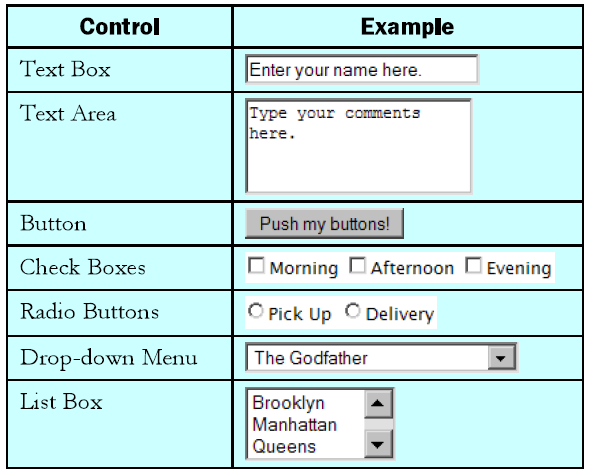 Control Example
Text Box Enter your name here.
Text Area Type your comments
here.
Button Push my buttons!
Check Boxes Morning Afternoon Evening
Radio Buttons Pick Up Delivery
Drop-down Menu The Godfather
List Box Brooklyn
Manhattan
Queens